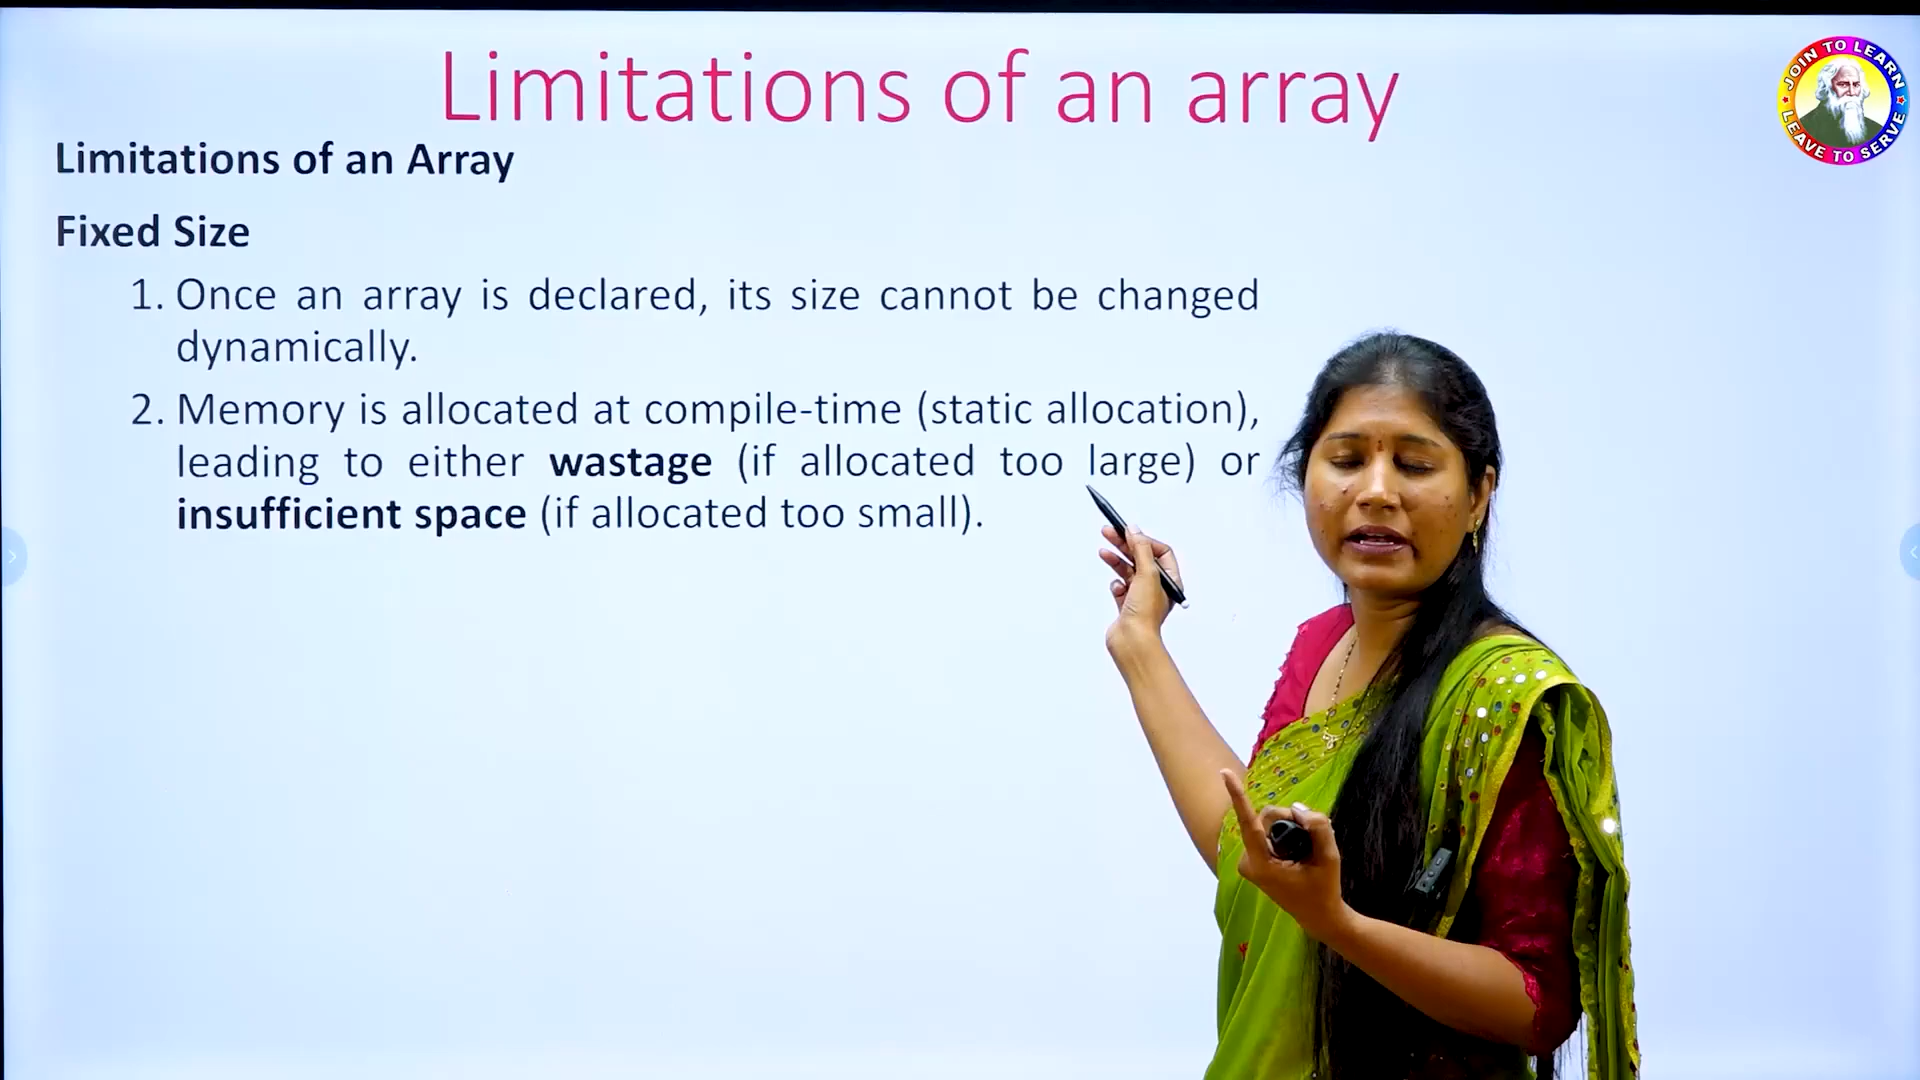 Limitations of an array
JOIN TO LEARN
LEAVE TO SERVE
Limitations of an Array
Fixed Size
1. Once an array is declared, its size cannot be changed
dynamically.
2. Memory is allocated at compile-time (static allocation),
leading to either wastage (if allocated too large) or
insufficient space (if allocated too small).